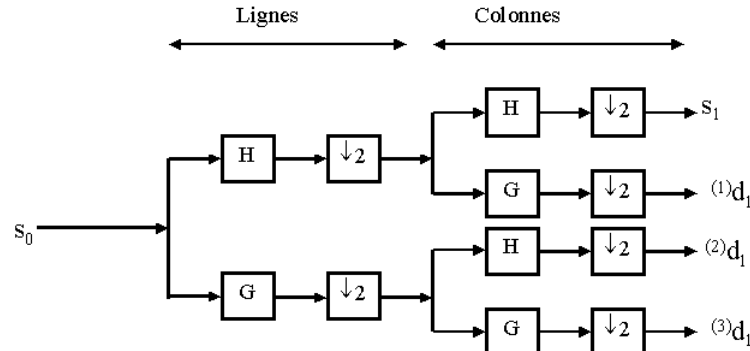 Lignes Colonnes
H ↓2 s₁
H ↓2
G ↓2 ⁽¹⁾d₁
s₀
H ↓2 ⁽²⁾d₁
G ↓2
G ↓2 ⁽³⁾d₁